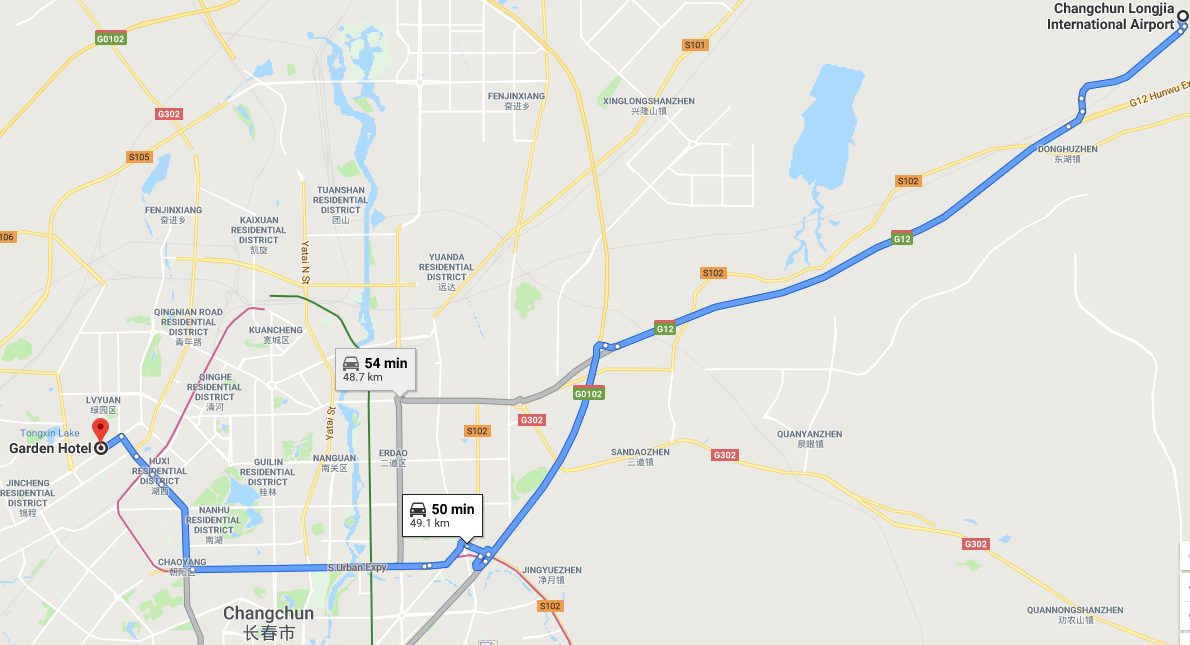 Changchun Longjia
International Airport
G0102
S101
G12 Hunwu Ex
FENJINXIANG
奋进乡
XINGLONGSHANZHEN
兴隆山镇
G302
S105
DONGHUZHEN
东湖镇
S102
TUANSHAN
RESIDENTIAL
DISTRICT
团山
FENJINXIANG
奋进乡
KAIXUAN
RESIDENTIAL
DISTRICT
凯旋
106
Yatai N St
G12
YUANDA
RESIDENTIAL
DISTRICT
远达
S102
QINGNIAN ROAD
RESIDENTIAL
DISTRICT
青年路
KUANCHENG
宽城区
G12
54 min
48.7 km
QINGHE
RESIDENTIAL
DISTRICT
清河
G0102
LVYUAN
绿园区
Yatai St
G302
S102
Tongxin Lake
Garden Hotel
QUANYANZHEN
泉眼镇
SANDAOZHEN
二道镇
G302
ERDAO
二道区
NANGUAN
南关区
HUXI
RESIDENTIAL
DISTRICT
湖西
GUILIN
RESIDENTIAL
DISTRICT
桂林
JINCHENG
RESIDENTIAL
DISTRICT
锦程
50 min
49.1 km
NANHU
RESIDENTIAL
DISTRICT
南湖
G302
CHAOYANG
朝阳区
S Urban Expy
JINGYUEZHEN
净月镇
S102
Changchun
长春市
QUANNONGSHANZHEN
劝农山镇